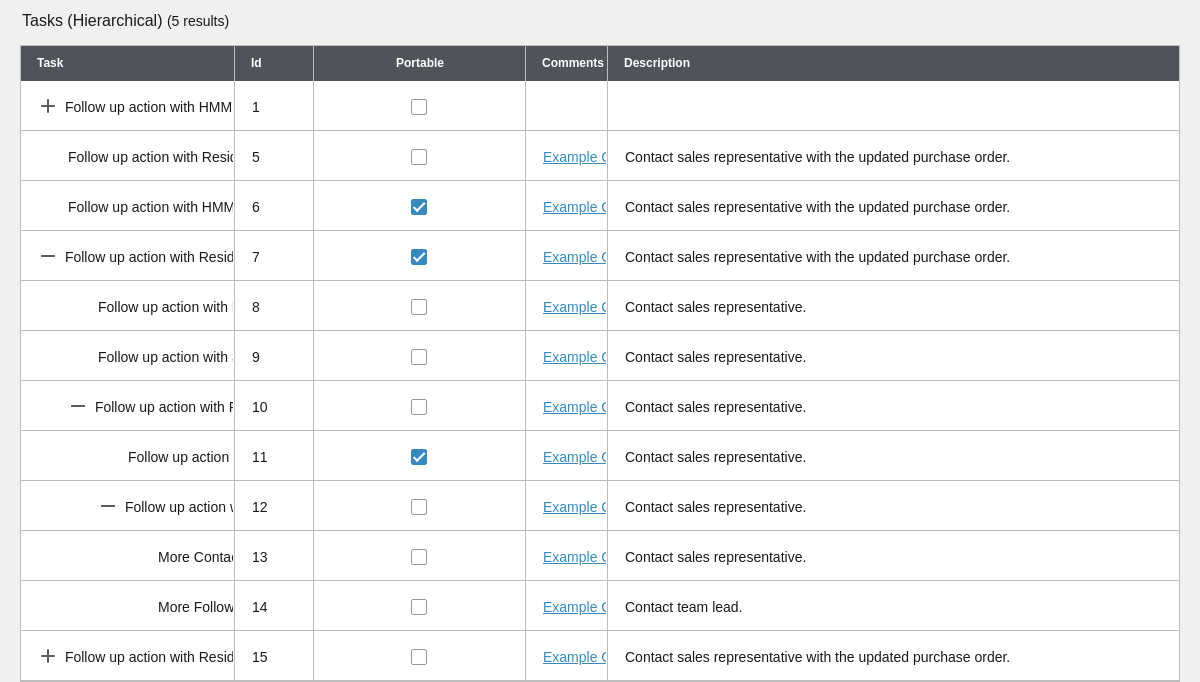 Tasks (Hierarchical) (5 results)
Task Id Portable Comments Description
Follow up action with HMM 1
Follow up action with 5 Example Contact sales representative with the updated purchase order.
Follow up action with HMM 6 Example Contact sales representative with the updated purchase order.
Follow up action with 7 Example Contact sales representative with the updated purchase order.
Follow up action with 8 Example Contact sales representative.
Follow up action with 9 Example Contact sales representative.
Follow up action with 10 Example Contact sales representative.
Follow up action 11 Example Contact sales representative.
Follow up action 12 Example Contact sales representative.
More 13 Example Contact sales representative.
More Follow 14 Example Contact team lead.
Follow up action with 15 Example Contact sales representative with the updated purchase order.